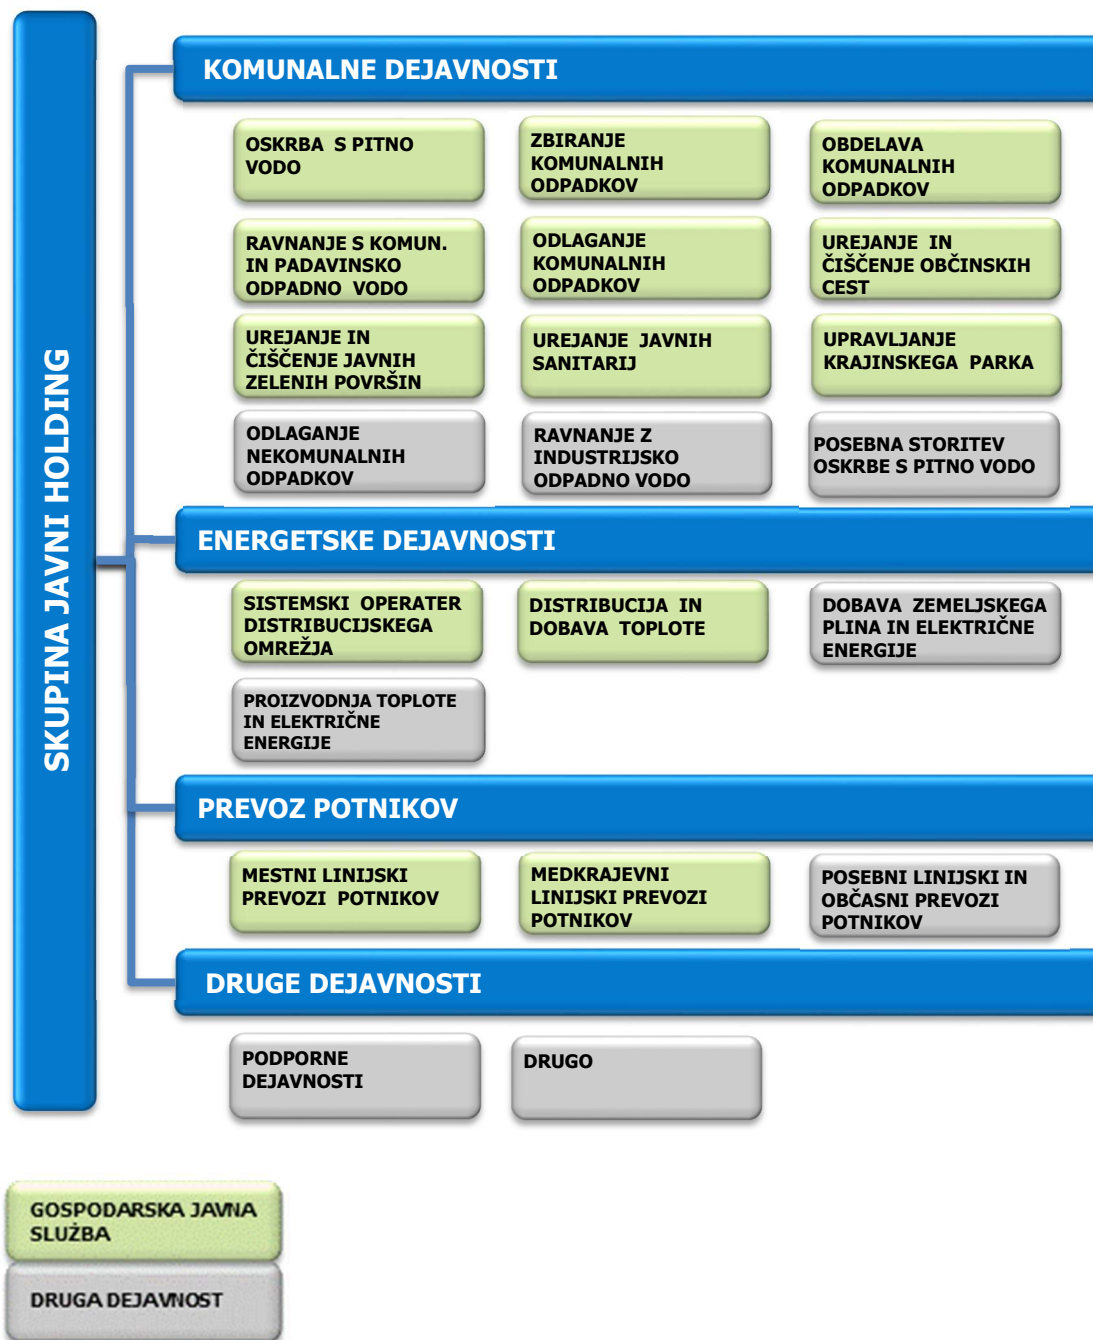 SKUPINA JAVNI HOLDING
KOMUNALNE DEJAVNOSTI
OSKRBA S PITNO
VODO
ZBIRANJE
KOMUNALNIH
ODPADKOV
OBDELAVA
KOMUNALNIH
ODPADKOV
RAVNANJE S KOMUN.
IN PADAVINSKO
ODPADNO VODO
ODLAGANJE
KOMUNALNIH
ODPADKOV
UREJANJE IN
ČIŠČENJE OBČINSKIH
CEST
UREJANJE IN
ČIŠČENJE JAVNIH
ZELENIH POVRŠIN
UREJANJE JAVNIH
SANITARIJ
UPRAVLJANJE
KRAJINSKEGA PARKA
ODLAGANJE
NEKOMUNALNIH
ODPADKOV
RAVNANJE Z
INDUSTRIJSKO
ODPADNO VODO
POSEBNA STORITEV
OSKRBE S PITNO VODO
ENERGETSKE DEJAVNOSTI
SISTEMSKI OPERATER
DISTRIBUCIJSKEGA
OMREŽJA
DISTRIBUCIJA IN
DOBAVA TOPLOTE
DOBAVA ZEMELJSKEGA
PLINA IN ELEKTRIČNE
ENERGIJE
PROIZVODNJA TOPLOTE
IN ELEKTRIČNE
ENERGIJE
PREVOZ POTNIKOV
MESTNI LINIJSKI
PREVOZI POTNIKOV
MEDKRAJEVNI
LINIJSKI PREVOZI
POTNIKOV
POSEBNI LINIJSKI IN
OBČASNI PREVOZI
POTNIKOV
DRUGE DEJAVNOSTI
PODPORNE
DEJAVNOSTI
DRUGO
GOSPODARSKA JAVNA
SLUŽBA
DRUGA DEJAVNOST